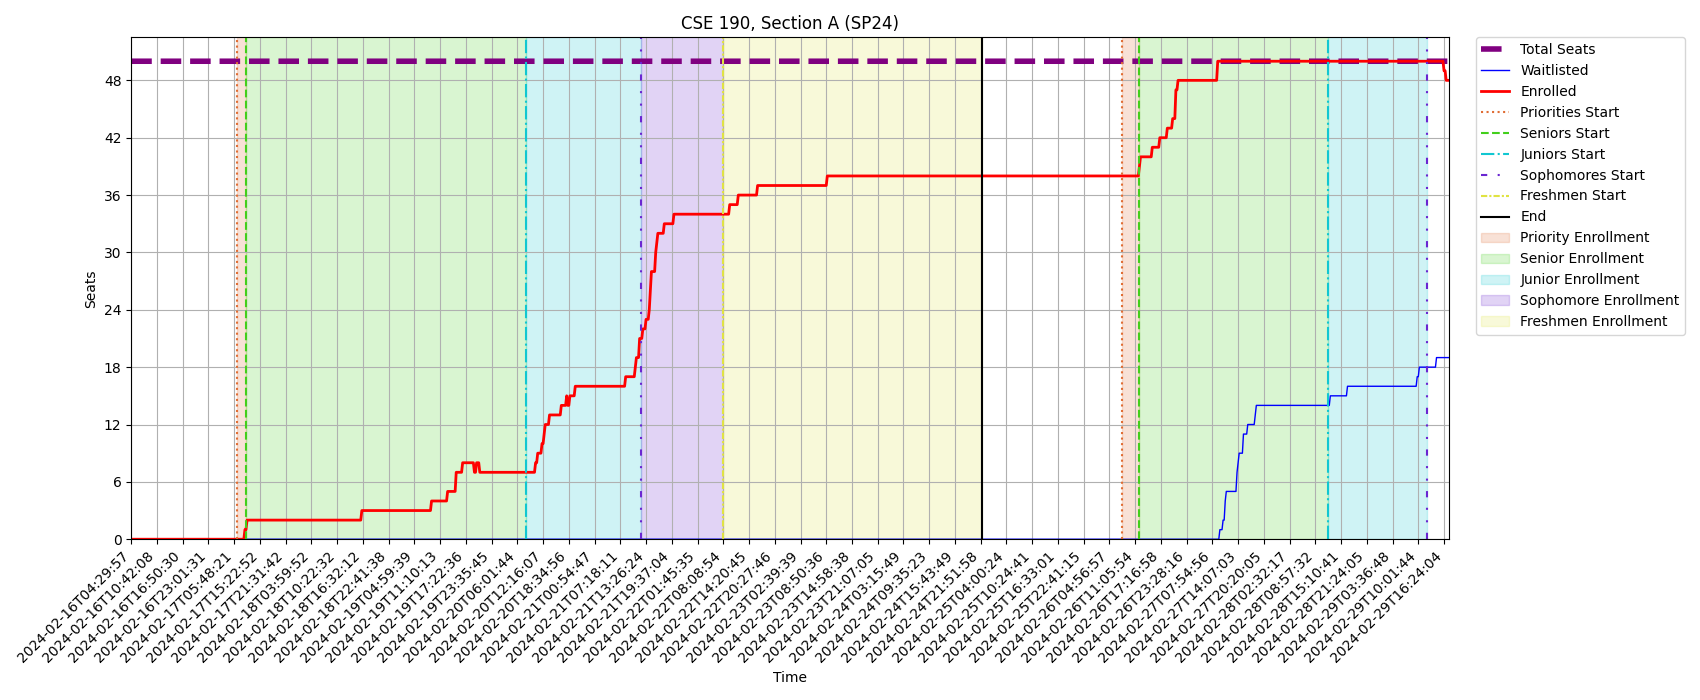 CSE 190, Section A (SP24)
Seats
48
42
36
30
24
18
12
6
0
2024-02-16T04:29:57
2024-02-16T10:42:08
2024-02-16T16:50:30
2024-02-16T23:01:31
2024-02-17T05:48:21
2024-02-17T15:22:52
2024-02-17T21:31:42
2024-02-18T03:59:52
2024-02-18T10:22:32
2024-02-18T16:32:12
2024-02-18T22:41:38
2024-02-19T04:59:39
2024-02-19T11:10:13
2024-02-19T17:22:36
2024-02-19T23:35:45
2024-02-20T06:01:44
2024-02-20T12:16:07
2024-02-20T18:34:56
2024-02-21T00:54:47
2024-02-21T07:18:11
2024-02-21T13:26:24
2024-02-21T19:37:04
2024-02-22T01:45:35
2024-02-22T08:08:54
2024-02-22T14:20:45
2024-02-22T20:27:46
2024-02-23T02:39:39
2024-02-23T08:50:36
2024-02-23T14:58:38
2024-02-23T21:07:05
2024-02-24T03:15:49
2024-02-24T09:35:23
2024-02-24T15:43:49
2024-02-24T21:51:58
2024-02-25T04:00:24
2024-02-25T10:24:41
2024-02-25T16:33:01
2024-02-25T22:41:15
2024-02-26T04:56:57
2024-02-26T11:05:54
2024-02-26T17:16:58
2024-02-26T23:28:16
2024-02-27T07:54:56
2024-02-27T14:07:03
2024-02-27T20:20:05
2024-02-28T02:32:17
2024-02-28T08:57:32
2024-02-28T15:10:41
2024-02-28T21:24:05
2024-02-29T03:36:48
2024-02-29T10:01:44
2024-02-29T16:24:04
Time
Total Seats
Waitlisted
Enrolled
Priorities Start
Seniors Start
Juniors Start
Sophomores Start
Freshmen Start
End
Priority Enrollment
Senior Enrollment
Junior Enrollment
Sophomore Enrollment
Freshmen Enrollment